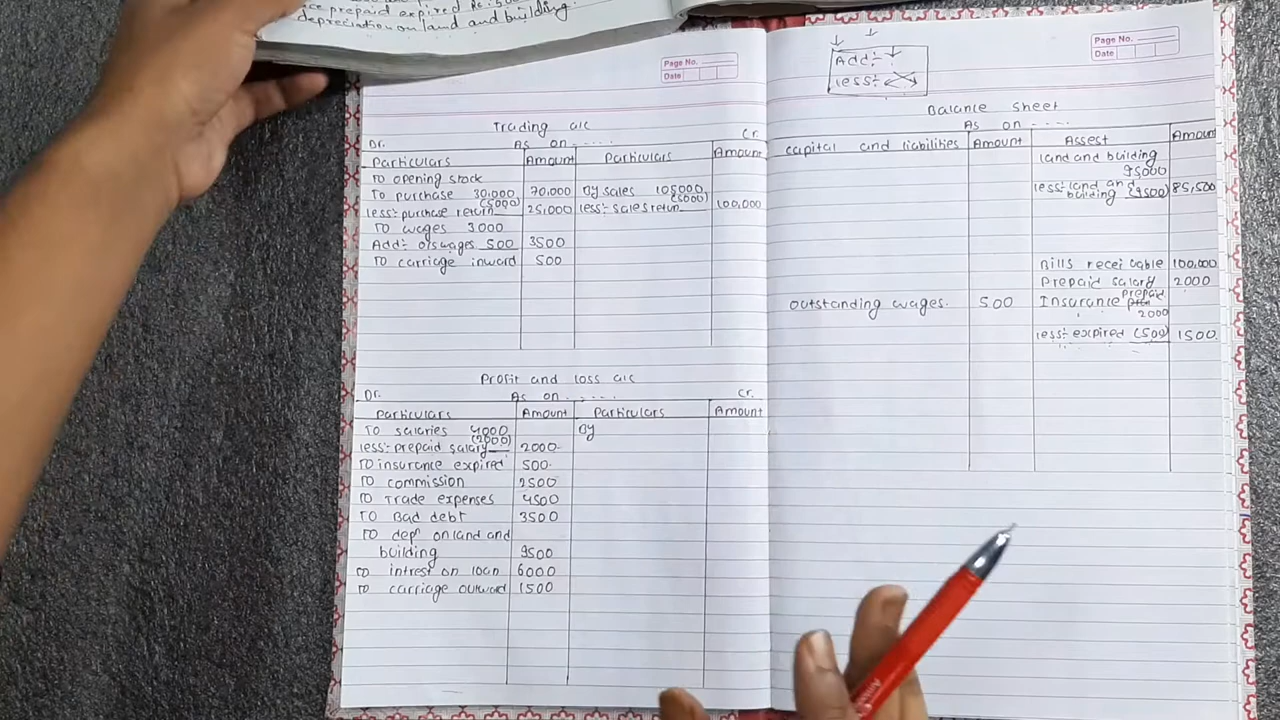 ce prepaid expired Rs. 500
depreciation on land and building.
Page No.
Date
Trading a/c
Dr. As on ..... Cr.
Particulars Amount Particulars Amount
To opening stock
To purchase 30,000 70,000 By sales 105000
(5000) (5000)
less:- purchase return 25,000 less:- sales retun 100,000
To wages 3000
Add:- o/s wages 500 3500
To carriage inward 500
Profit and loss a/c
Dr. As on ...... Cr.
Particulars Amount Particulars Amount
To salaries 4000 By
(2000)
less:- prepaid salary 2000
To insurance expired 500
To commission 2500
To Trade expenses 4500
To Bad debt 3500
To depn on land and
building 9500
To intrest on loan 6000
To carriage outward 1500
Add:-
less:-
Page No.
Date
Balance sheet
As on ....
capital and liabilities Amount Assest Amount
land and building
95000
less:- land and
building (9500) 85,500
Bills receivable 100,000
Prepaid salary 2000
outstanding wages. 500 Insurance prepaid
2000
less:- expired (500) 1500